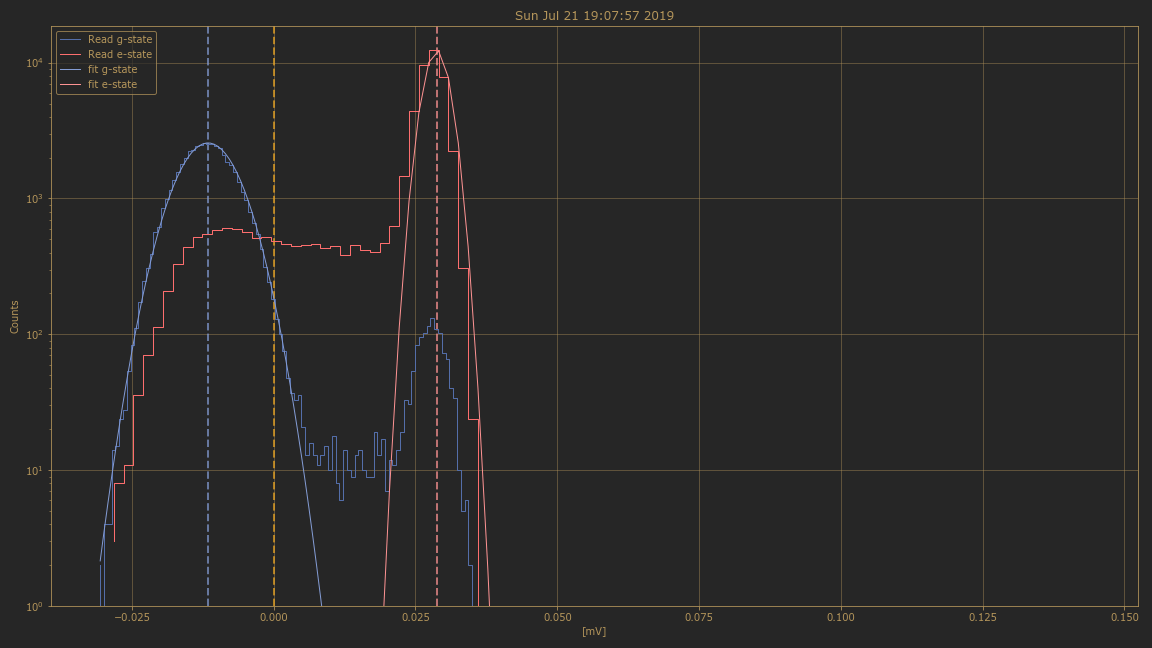 Sun Jul 21 19:07:57 2019
Read g-state
Read e-state
fit g-state
fit e-state
Counts
10⁴
10³
10²
10¹
10⁰
−0.025 0.000 0.025 0.050 0.075 0.100 0.125 0.150
[mV]